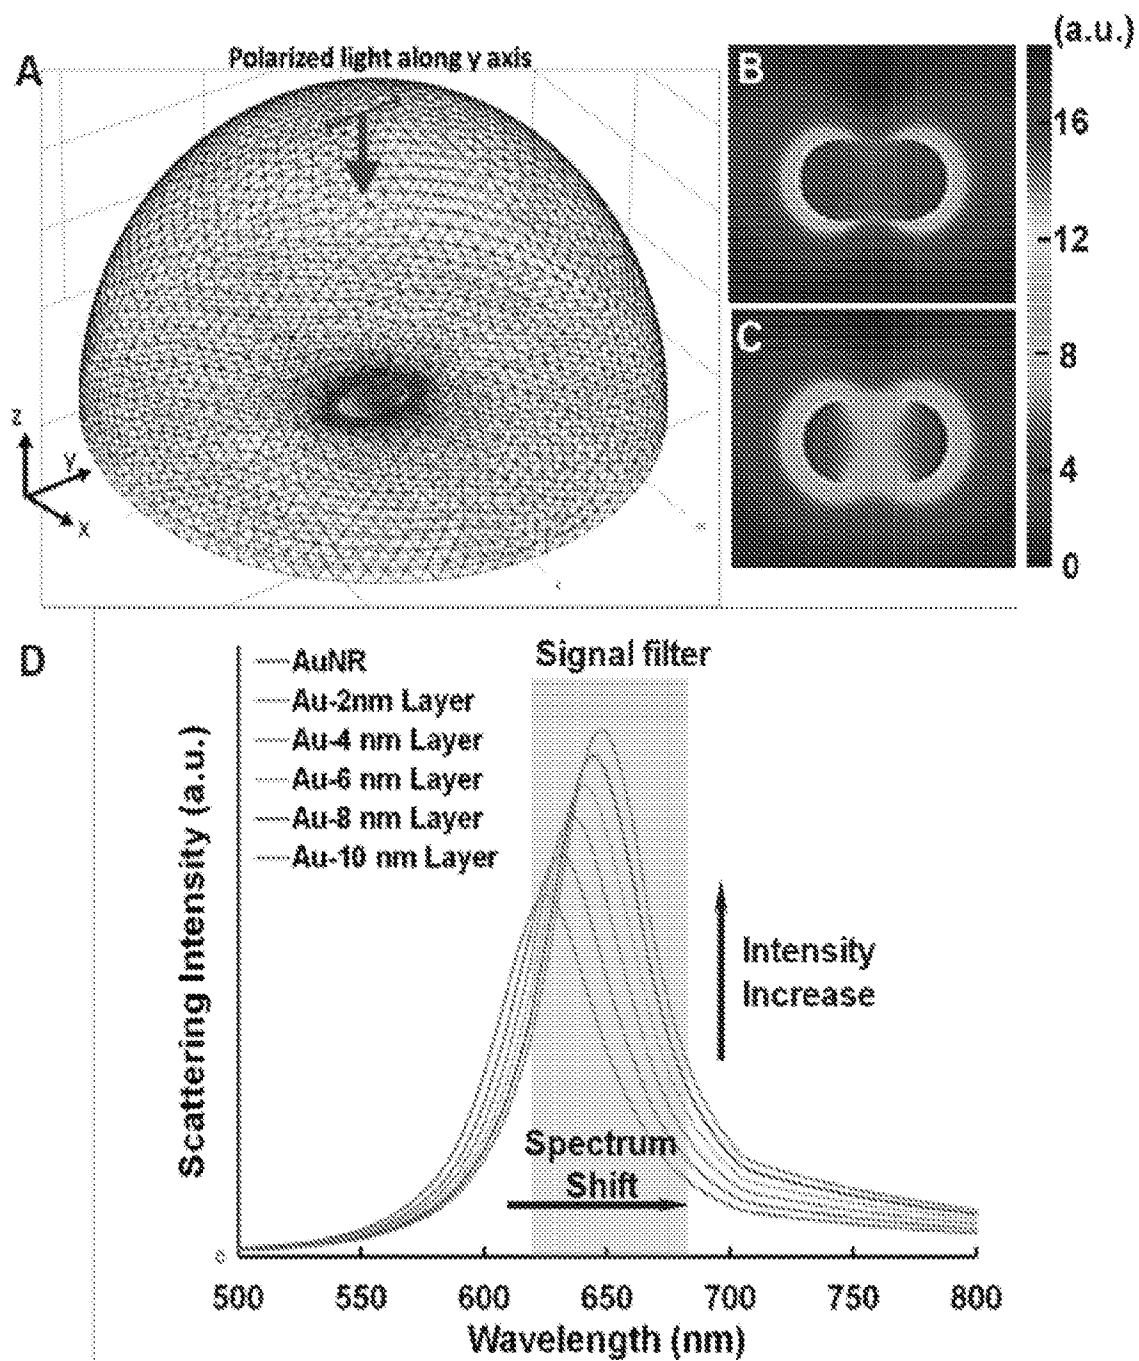 A
Polarized light along y axis
z
y
x
B
C
(a.u.)
16
12
8
4
0
D
AuNR
Au-2nm Layer
Au-4 nm Layer
Au-6 nm Layer
Au-8 nm Layer
Au-10 nm Layer
Signal filter
Intensity
Increase
Spectrum
Shift
Scattering Intensity (a.u.)
0
500 550 600 650 700 750 800
Wavelength (nm)